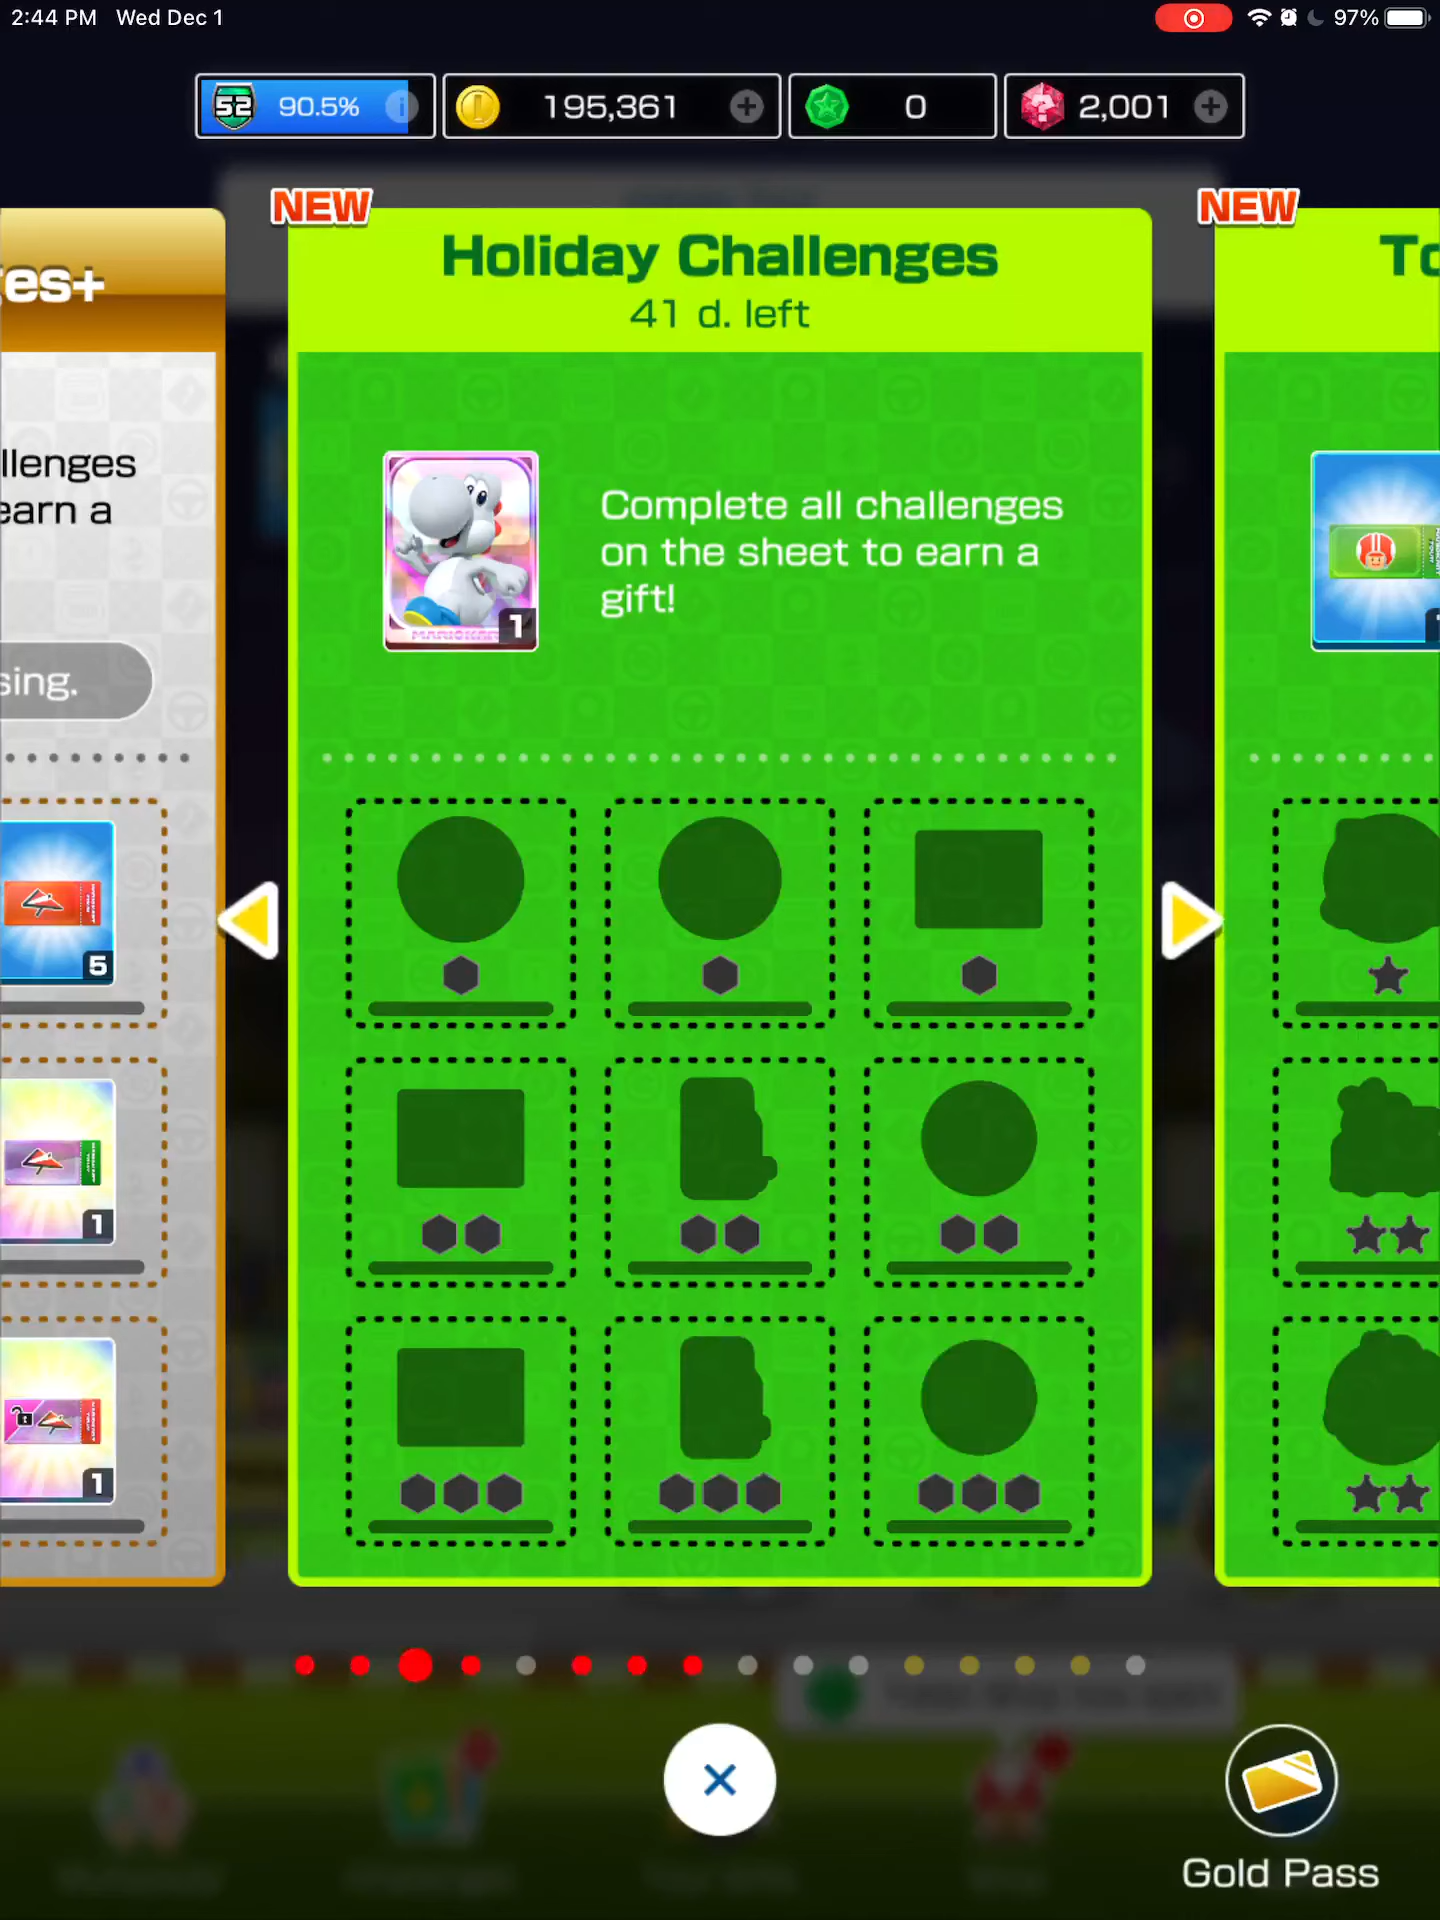 2:44 PM Wed Dec 1
97%
52 90.5% i
195,361
0
2,001
NEW
NEW
Holiday Challenges
41 d. left
es+
To
llenges
earn a
Complete all challenges
on the sheet to earn a
gift!
1
sing.
5
1
1
Gold Pass